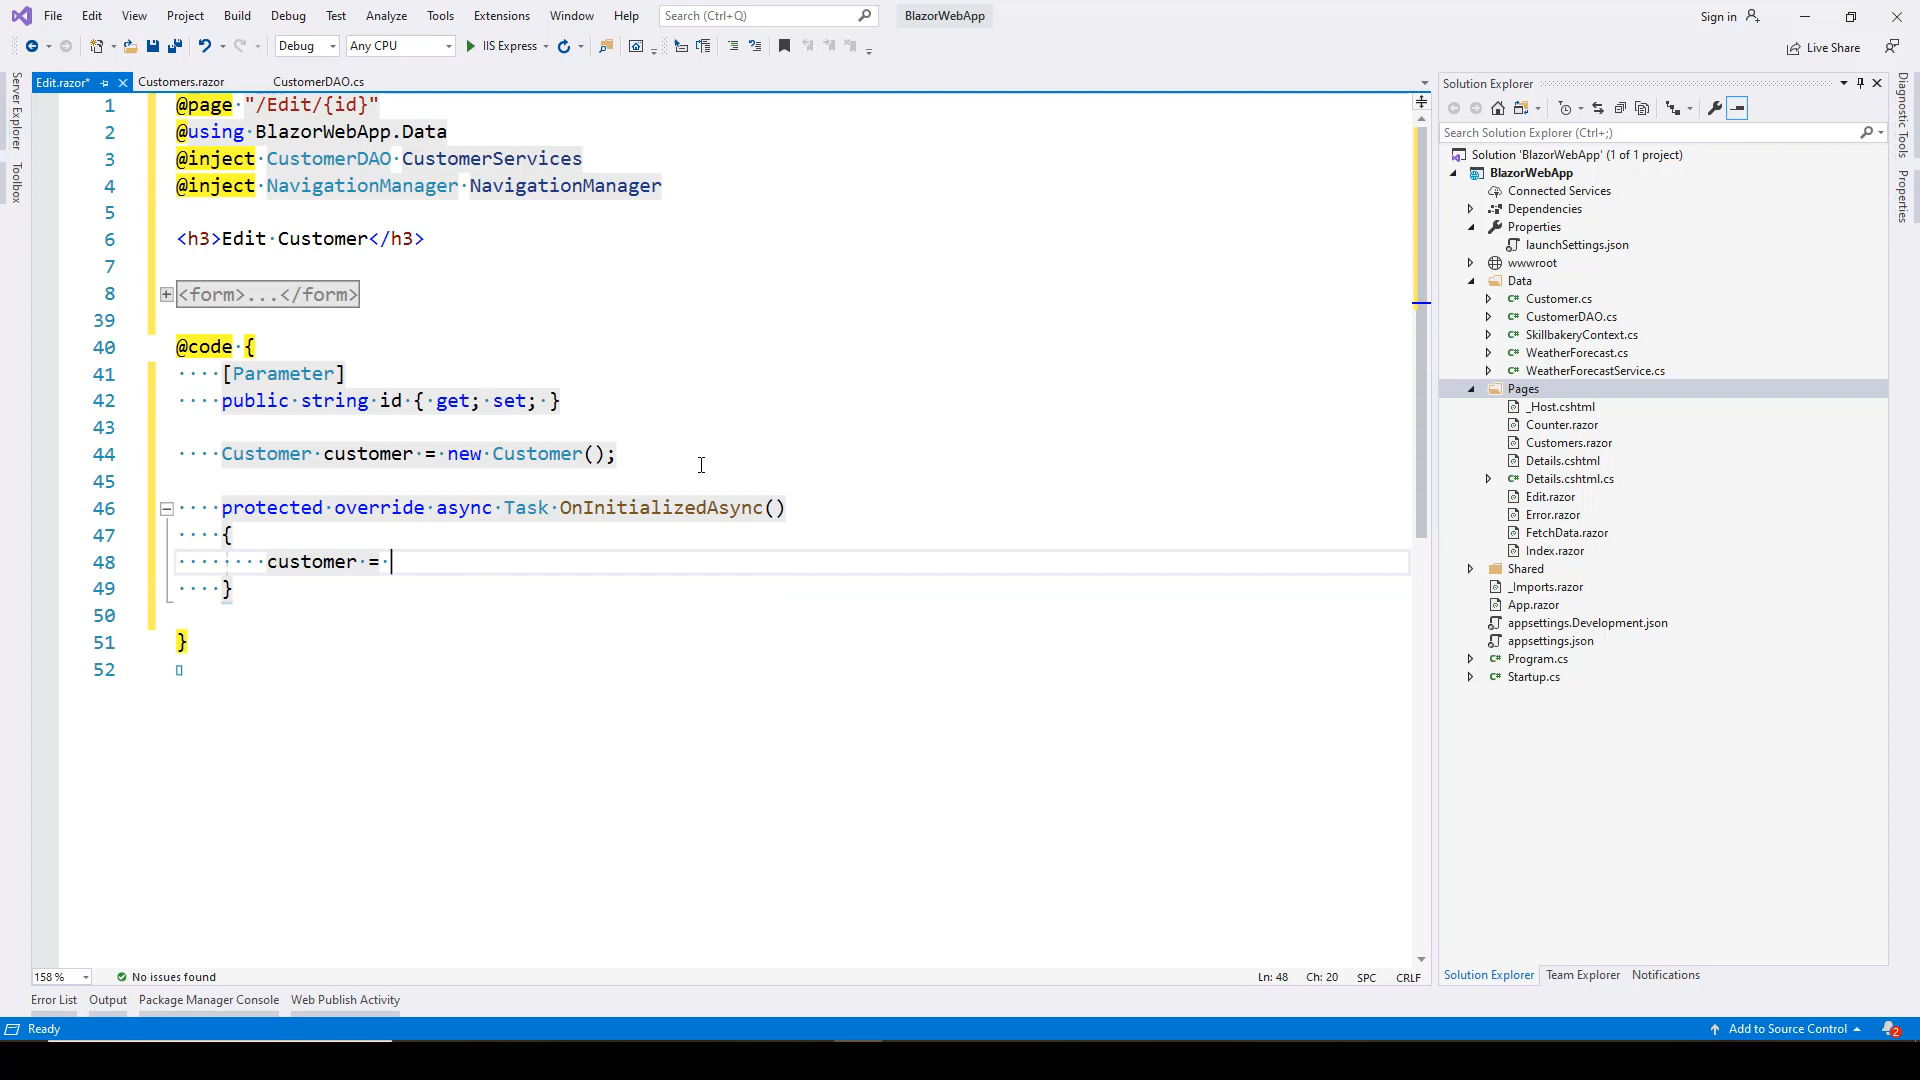 File Edit View Project Build Debug Test Analyze Tools Extensions Window Help Search (Ctrl+Q) BlazorWebApp Sign in
Debug Any CPU IIS Express Live Share
Server Explorer
Toolbox
Edit.razor* Customers.razor CustomerDAO.cs
1 @page "/Edit/{id}"
2 @using BlazorWebApp.Data
3 @inject CustomerDAO CustomerServices
4 @inject NavigationManager NavigationManager
5
6 <h3>Edit Customer</h3>
7
8 <form>...</form>
39
40 @code {
41 [Parameter]
42 public string id { get; set; }
43
44 Customer customer = new Customer();
45
46 protected override async Task OnInitializedAsync()
47 {
48 customer =
49 }
50
51 }
52
158 % No issues found Ln: 48 Ch: 20 SPC CRLF
Solution Explorer
Search Solution Explorer (Ctrl+;)
Solution 'BlazorWebApp' (1 of 1 project)
BlazorWebApp
Connected Services
Dependencies
Properties
launchSettings.json
wwwroot
Data
C# Customer.cs
C# CustomerDAO.cs
C# SkillbakeryContext.cs
C# WeatherForecast.cs
C# WeatherForecastService.cs
Pages
_Host.cshtml
Counter.razor
Customers.razor
Details.cshtml
C# Details.cshtml.cs
Edit.razor
Error.razor
FetchData.razor
Index.razor
Shared
_Imports.razor
App.razor
appsettings.Development.json
appsettings.json
C# Program.cs
C# Startup.cs
Solution Explorer Team Explorer Notifications
Diagnostic Tools
Properties
Error List Output Package Manager Console Web Publish Activity
Ready Add to Source Control 2